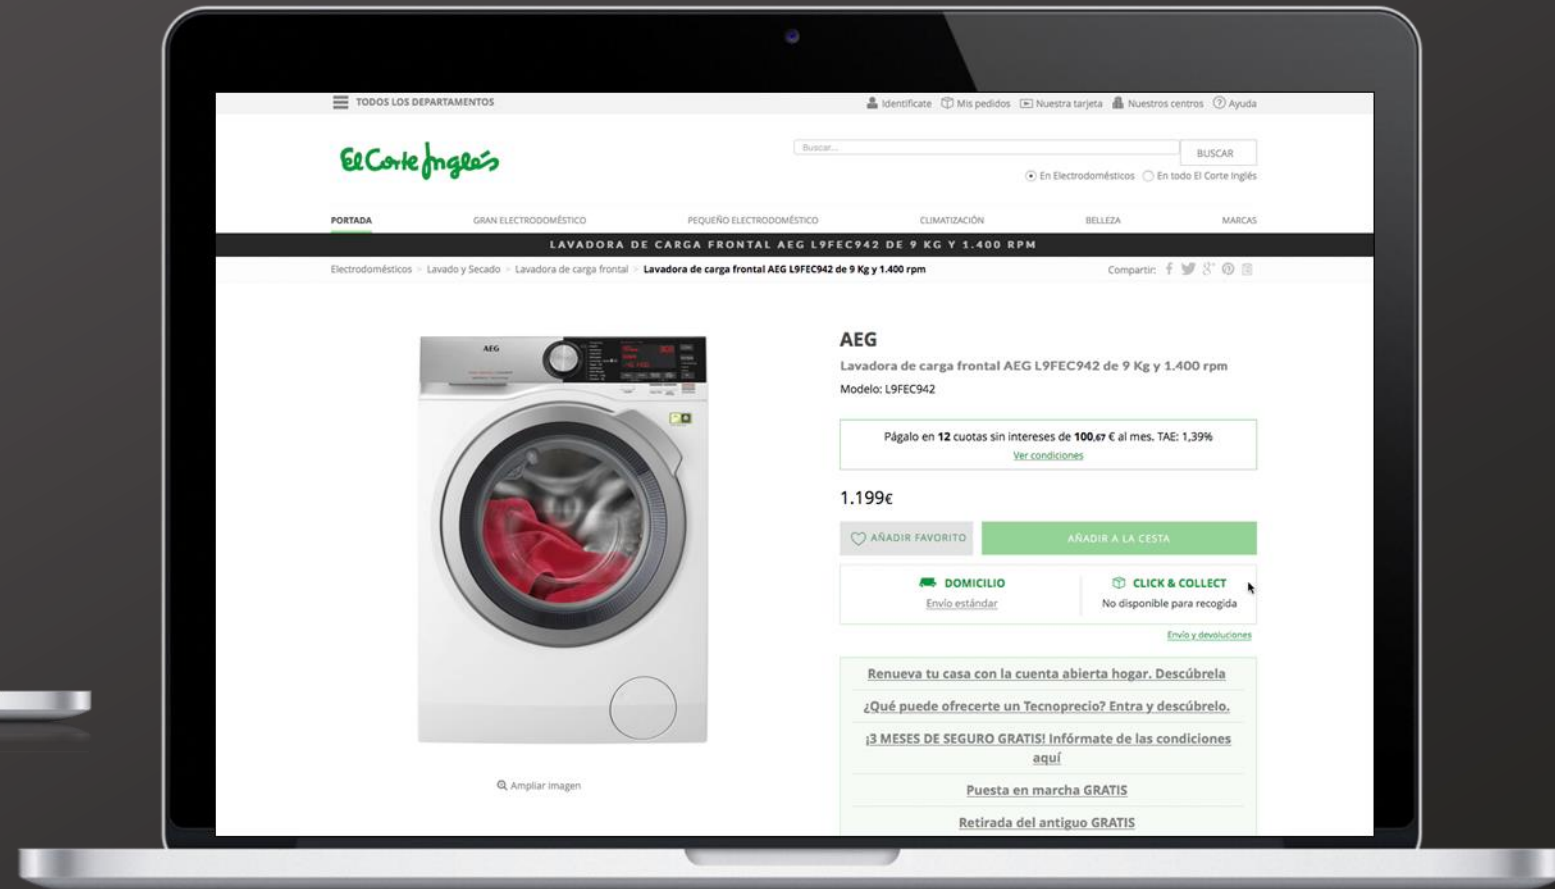 TODOS LOS DEPARTAMENTOS
Identifícate Mis pedidos Nuestra tarjeta Nuestros centros Ayuda
El Corte Inglés
Buscar...
BUSCAR
En Electrodomésticos En todo El Corte Inglés
PORTADA GRAN ELECTRODOMÉSTICO PEQUEÑO ELECTRODOMÉSTICO CLIMATIZACIÓN BELLEZA MARCAS
LAVADORA DE CARGA FRONTAL AEG L9FEC942 DE 9 KG Y 1.400 RPM
Electrodomésticos > Lavado y Secado > Lavadora de carga frontal > Lavadora de carga frontal AEG L9FEC942 de 9 Kg y 1.400 rpm
Compartir:
AEG
AEG
Lavadora de carga frontal AEG L9FEC942 de 9 Kg y 1.400 rpm
Modelo: L9FEC942
Págalo en 12 cuotas sin intereses de 100,67 € al mes. TAE: 1,39%
Ver condiciones
1.199€
AÑADIR FAVORITO
AÑADIR A LA CESTA
DOMICILIO
Envío estándar
CLICK & COLLECT
No disponible para recogida
Envío y devoluciones
Renueva tu casa con la cuenta abierta hogar. Descúbrela
¿Qué puede ofrecerte un Tecnoprecio? Entra y descúbrelo.
¡3 MESES DE SEGURO GRATIS! Infórmate de las condiciones
aquí
Puesta en marcha GRATIS
Retirada del antiguo GRATIS
Ampliar imagen